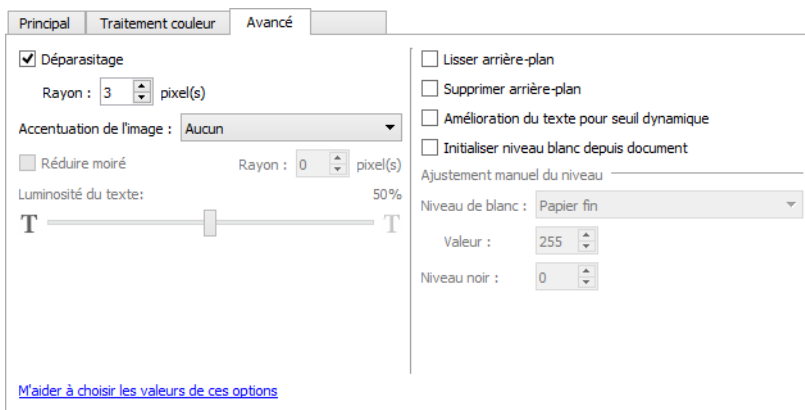 Principal Traitement couleur Avancé
Déparasitage
Rayon : 3 pixel(s)
Accentuation de l'image : Aucun
Réduire moiré Rayon : 0 pixel(s)
Luminosité du texte: 50%
T T
Lisser arrière-plan
Supprimer arrière-plan
Amélioration du texte pour seuil dynamique
Initialiser niveau blanc depuis document
Ajustement manuel du niveau
Niveau de blanc : Papier fin
Valeur : 255
Niveau noir : 0
M'aider à choisir les valeurs de ces options